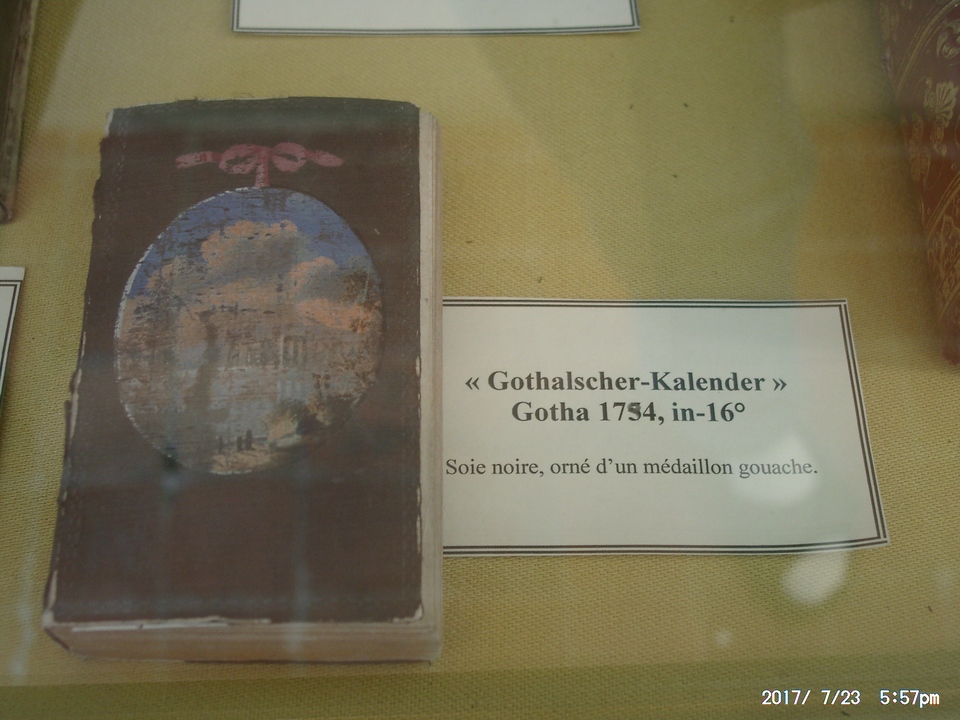 « Gothalscher-Kalender »
Gotha 1754, in-16°
Soie noire, orné d'un médaillon gouache.
2017/ 7/23 5:57pm